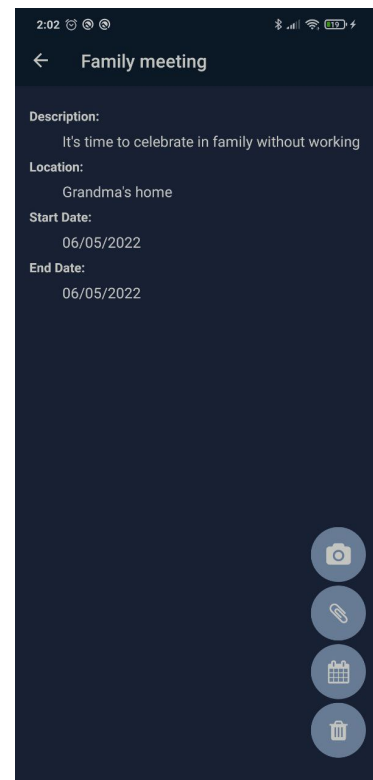 2:02
19
Family meeting
Description:
It's time to celebrate in family without working
Location:
Grandma's home
Start Date:
06/05/2022
End Date:
06/05/2022